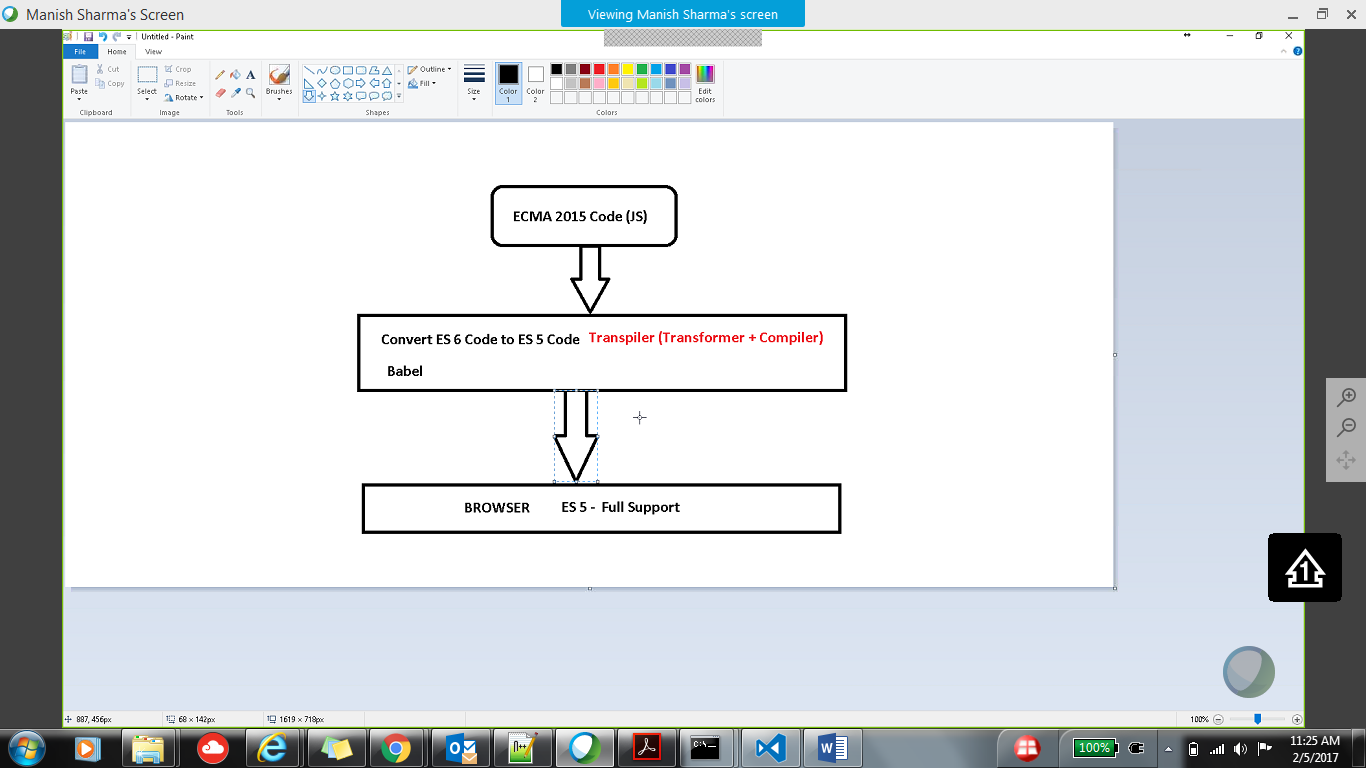 Manish Sharma's Screen
Viewing Manish Sharma's screen
Untitled - Paint
File Home View
Paste
Cut
Copy
Clipboard
Select
Crop
Resize
Rotate
Image
A
Tools
Brushes
Outline
Fill
Shapes
Size
Color 1
Color 2
Edit colors
Colors
ECMA 2015 Code (JS)
Convert ES 6 Code to ES 5 Code Transpiler (Transformer + Compiler)
Babel
BROWSER ES 5 - Full Support
1
887, 456px 68 × 142px 1619 × 718px 100%
C:\
W
100%
11:25 AM
2/5/2017